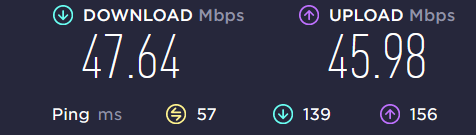 DOWNLOAD Mbps UPLOAD Mbps
47.64 45.98
Ping ms 57 139 156